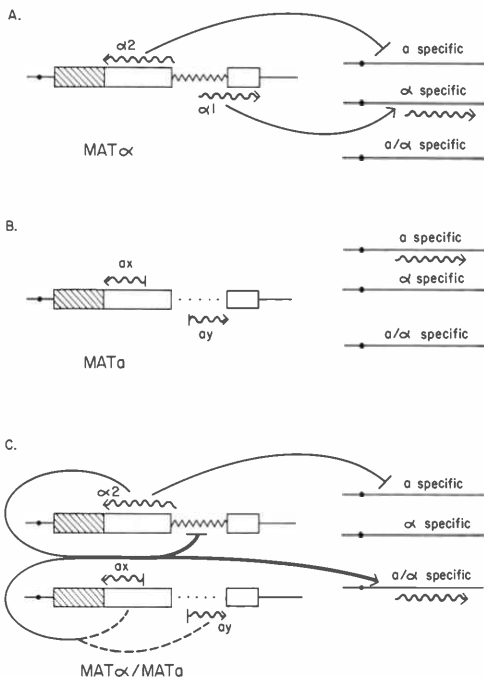 A.
α2
a specific
α specific
α1
a/α specific
MATα
B.
a specific
ax
α specific
ay
a/α specific
MATa
C.
a specific
α2
α specific
ax
a/α specific
ay
MATα/MATa